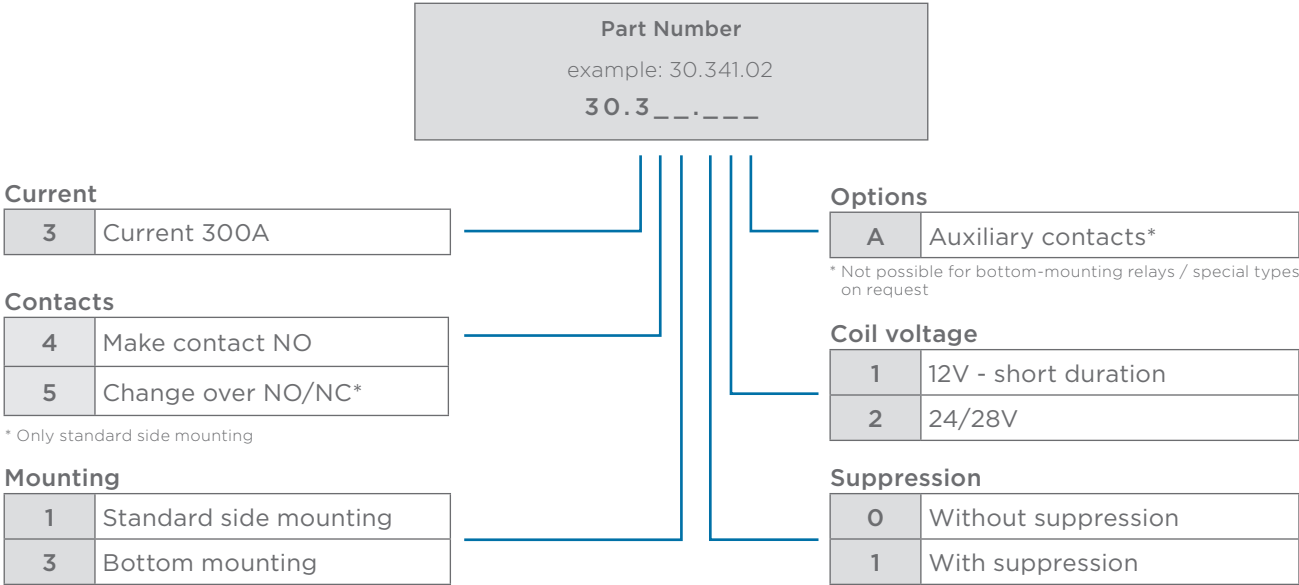 Part Number
example: 30.341.02
30.3__.___
Current
3 Current 300A
Contacts
4 Make contact NO
5 Change over NO/NC*
* Only standard side mounting
Mounting
1 Standard side mounting
3 Bottom mounting
Options
A Auxiliary contacts*
* Not possible for bottom-mounting relays / special types
on request
Coil voltage
1 12V - short duration
2 24/28V
Suppression
0 Without suppression
1 With suppression